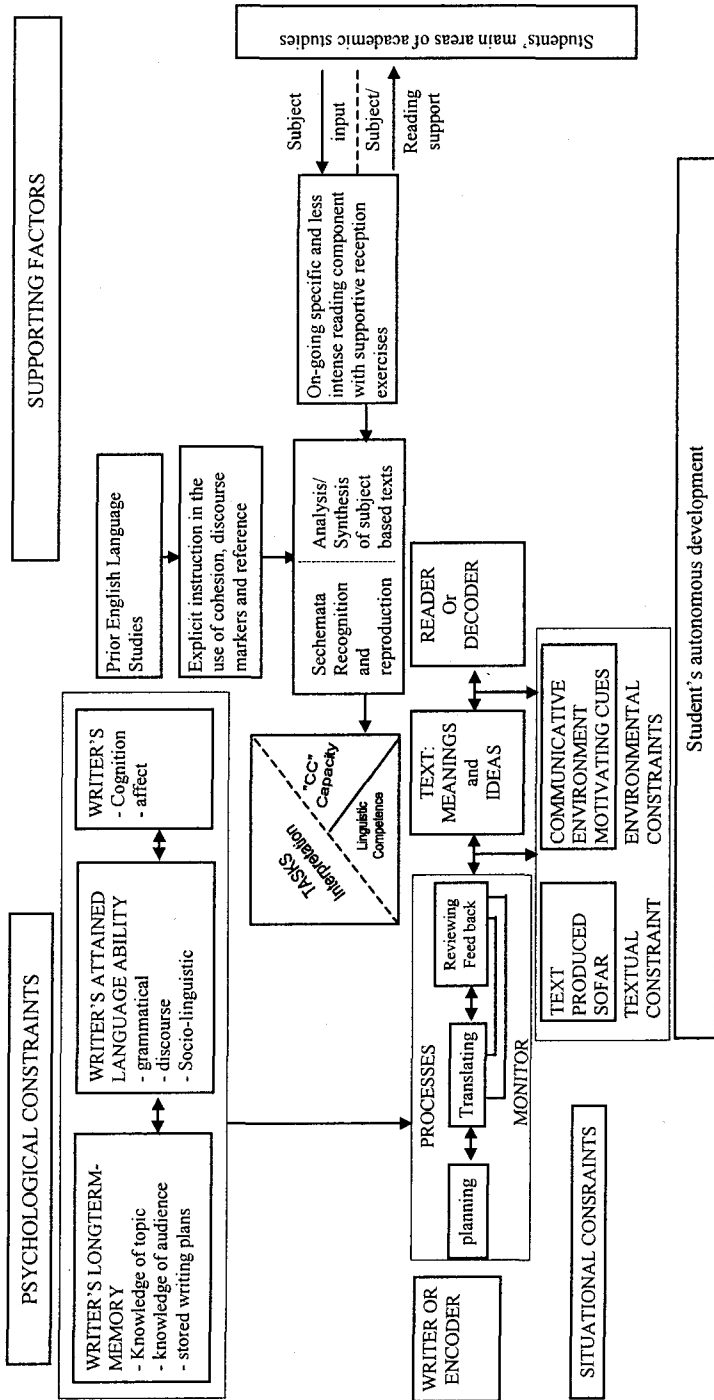 PSYCHOLOGICAL CONSTRAINTS
SUPPORTING FACTORS
WRITER'S LONGTERM-
MEMORY
- Knowledge of topic
- knowledge of audience
- stored writing plans
WRITER'S ATTAINED
LANGUAGE ABILITY
- grammatical
- discourse
- Socio-linguistic
WRITER'S
- Cognition
- affect
Prior English Language
Studies
Explicit instruction in the
use of cohesion, discourse
markers and reference
TASKS
Interpretation
"CC"
Capacity
Linguistic
Competence
Sechemata
Recognition
and
reproduction
Analysis/
Synthesis
of subject
based texts
On-going specific and less
intense reading component
with supportive reception
exercises
Subject
input
Subject/
Reading
support
Students' main areas of academic studies
WRITER OR
ENCODER
PROCESSES
planning
Translating
Reviewing
Feed back
MONITOR
TEXT:
MEANINGS
and
IDEAS
READER
Or
DECODER
SITUATIONAL CONSRAINTS
TEXT
PRODUCED
SOFAR
TEXTUAL
CONSTRAINT
COMMUNICATIVE
ENVIRONMENT
MOTIVATING CUES
ENVIRONMENTAL CONSTRAINTS
Student's autonomous development